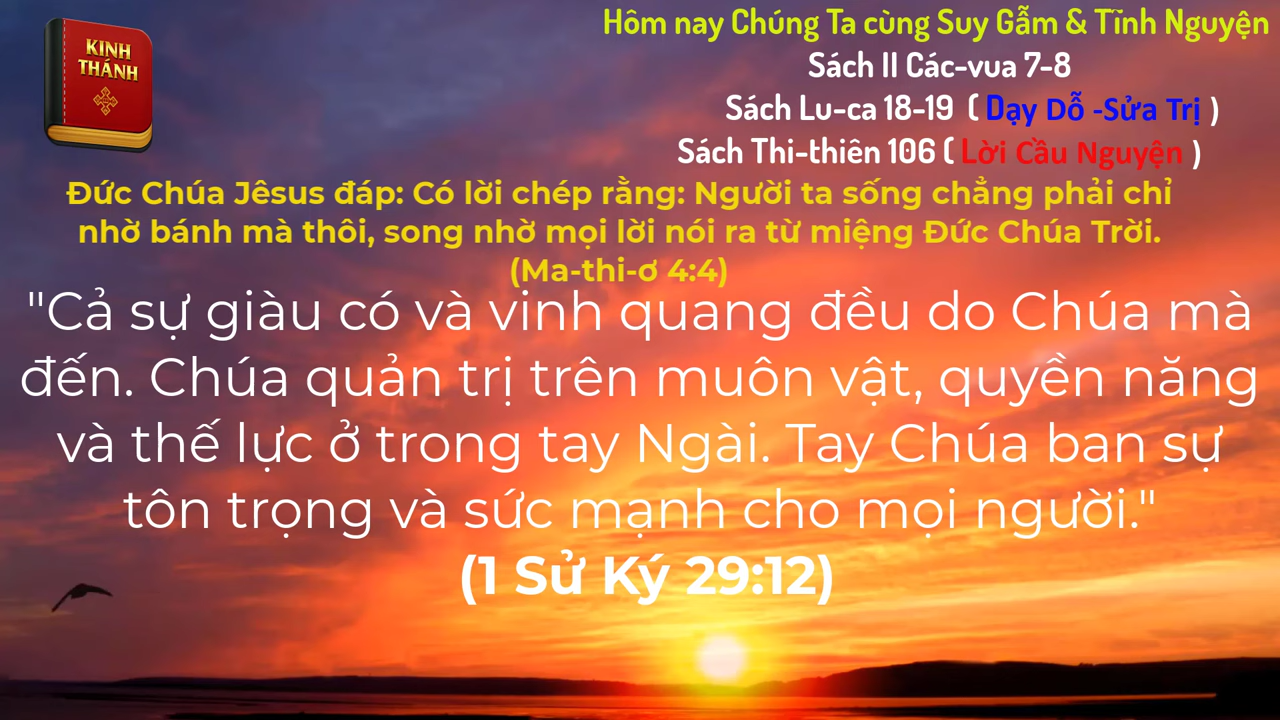 KINH
THÁNH
Hôm nay Chúng Ta cùng Suy Gẫm & Tĩnh Nguyện
Sách II Các-vua 7-8
Sách Lu-ca 18-19 ( Dạy Dỗ -Sửa Trị )
Sách Thi-thiên 106 ( Lời Cầu Nguyện )
Đức Chúa Jêsus đáp: Có lời chép rằng: Người ta sống chẳng phải chỉ
nhờ bánh mà thôi, song nhờ mọi lời nói ra từ miệng Đức Chúa Trời.
(Ma-thi-ơ 4:4)
"Cả sự giàu có và vinh quang đều do Chúa mà
đến. Chúa quản trị trên muôn vật, quyền năng
và thế lực ở trong tay Ngài. Tay Chúa ban sự
tôn trọng và sức mạnh cho mọi người."
(1 Sử Ký 29:12)